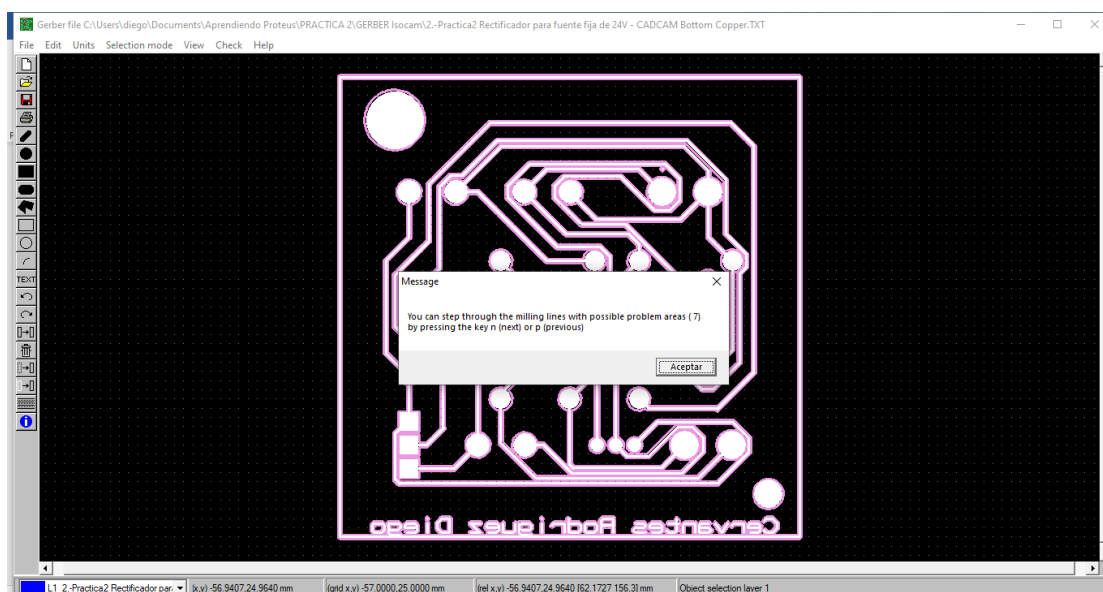 Gerber file C:\Users\diego\Documents\Aprendiendo Proteus\PRACTICA 2\GERBER Isocam\2.-Practica2 Rectificador para fuente fija de 24V - CADCAM Bottom Copper.TXT
File Edit Units Selection mode View Check Help
TEXT
Message
You can step through the milling lines with possible problem areas ( 7)
by pressing the key n (next) or p (previous)
Aceptar
Cervantes Rodriguez Diego
L1 2.-Practica2 Rectificador par. (x,y) -56.9407,24.9640 mm (grid x,y) -57.0000,25.0000 mm (rel x,y) -56.9407,24.9640 [62.1727 156.3] mm Object selection layer 1